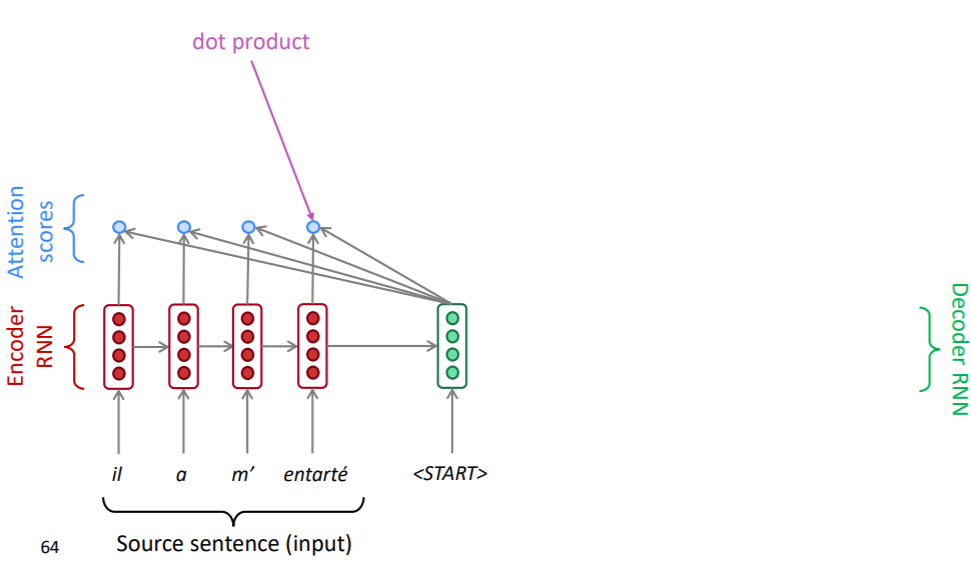 dot product
Attention
scores
Encoder
RNN
Decoder RNN
il a m’ entarté <START>
Source sentence (input)
64